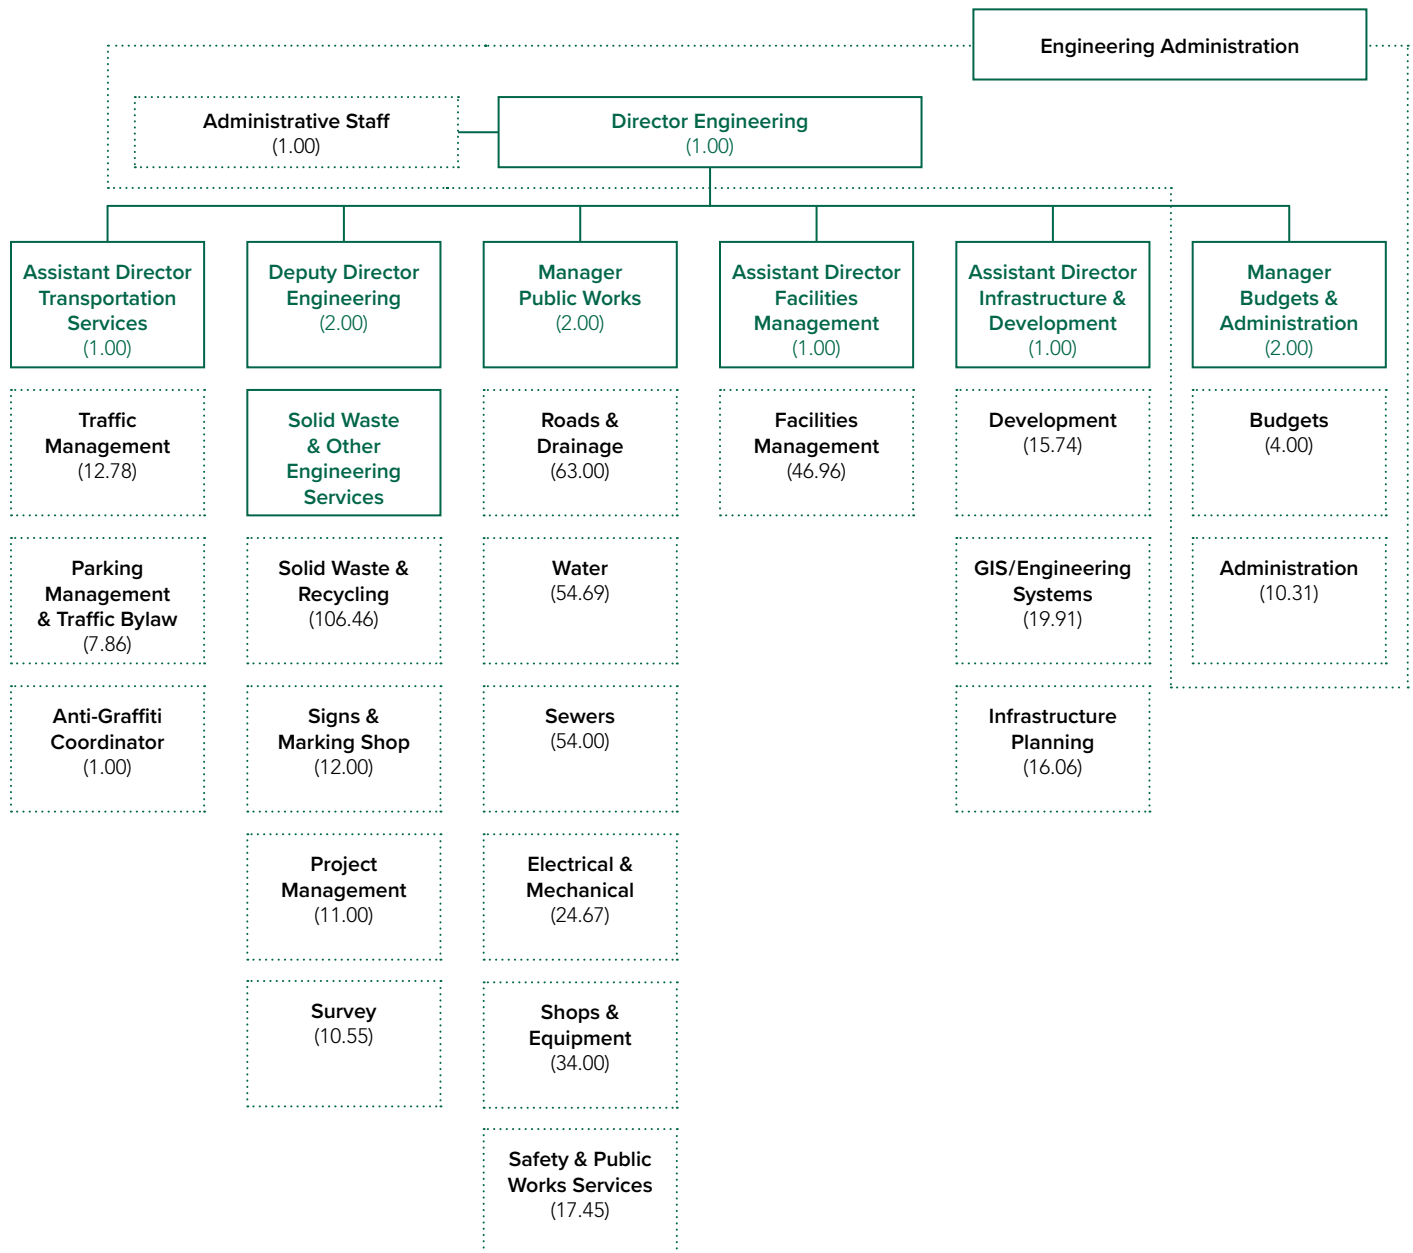 Engineering Administration
Administrative Staff
(1.00)
Director Engineering
(1.00)
Assistant Director
Transportation
Services
(1.00)
Deputy Director
Engineering
(2.00)
Manager
Public Works
(2.00)
Assistant Director
Facilities
Management
(1.00)
Assistant Director
Infrastructure &
Development
(1.00)
Manager
Budgets &
Administration
(2.00)
Traffic
Management
(12.78)
Solid Waste
& Other
Engineering
Services
Roads &
Drainage
(63.00)
Facilities
Management
(46.96)
Development
(15.74)
Budgets
(4.00)
Parking
Management
& Traffic Bylaw
(7.86)
Solid Waste &
Recycling
(106.46)
Water
(54.69)
GIS/Engineering
Systems
(19.91)
Administration
(10.31)
Anti-Graffiti
Coordinator
(1.00)
Signs &
Marking Shop
(12.00)
Sewers
(54.00)
Infrastructure
Planning
(16.06)
Project
Management
(11.00)
Electrical &
Mechanical
(24.67)
Survey
(10.55)
Shops &
Equipment
(34.00)
Safety & Public
Works Services
(17.45)